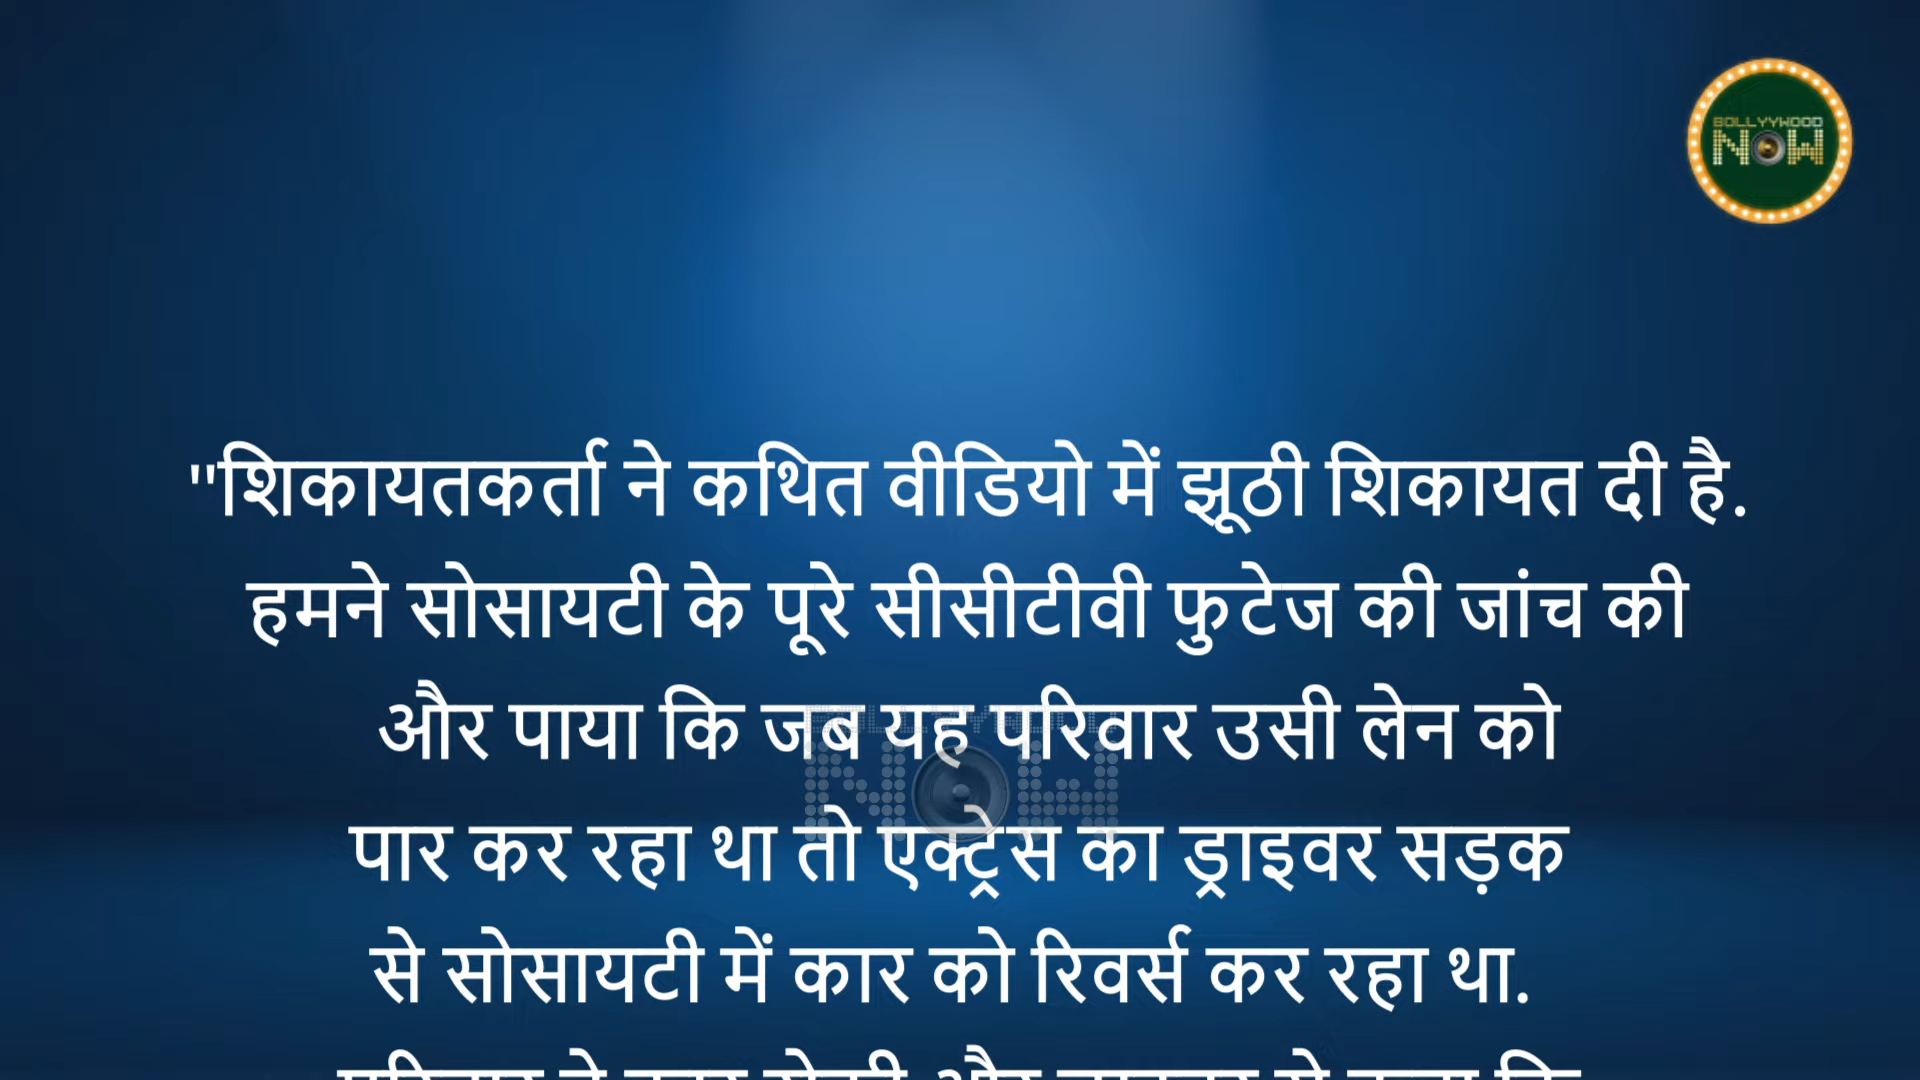 BOLLYYWOOD
NOW
"शिकायतकर्ता ने कथित वीडियो में झूठी शिकायत दी है.
हमने सोसायटी के पूरे सीसीटीवी फुटेज की जांच की
और पाया कि जब यह परिवार उसी लेन को
पार कर रहा था तो एक्ट्रेस का ड्राइवर सड़क
से सोसायटी में कार को रिवर्स कर रहा था.